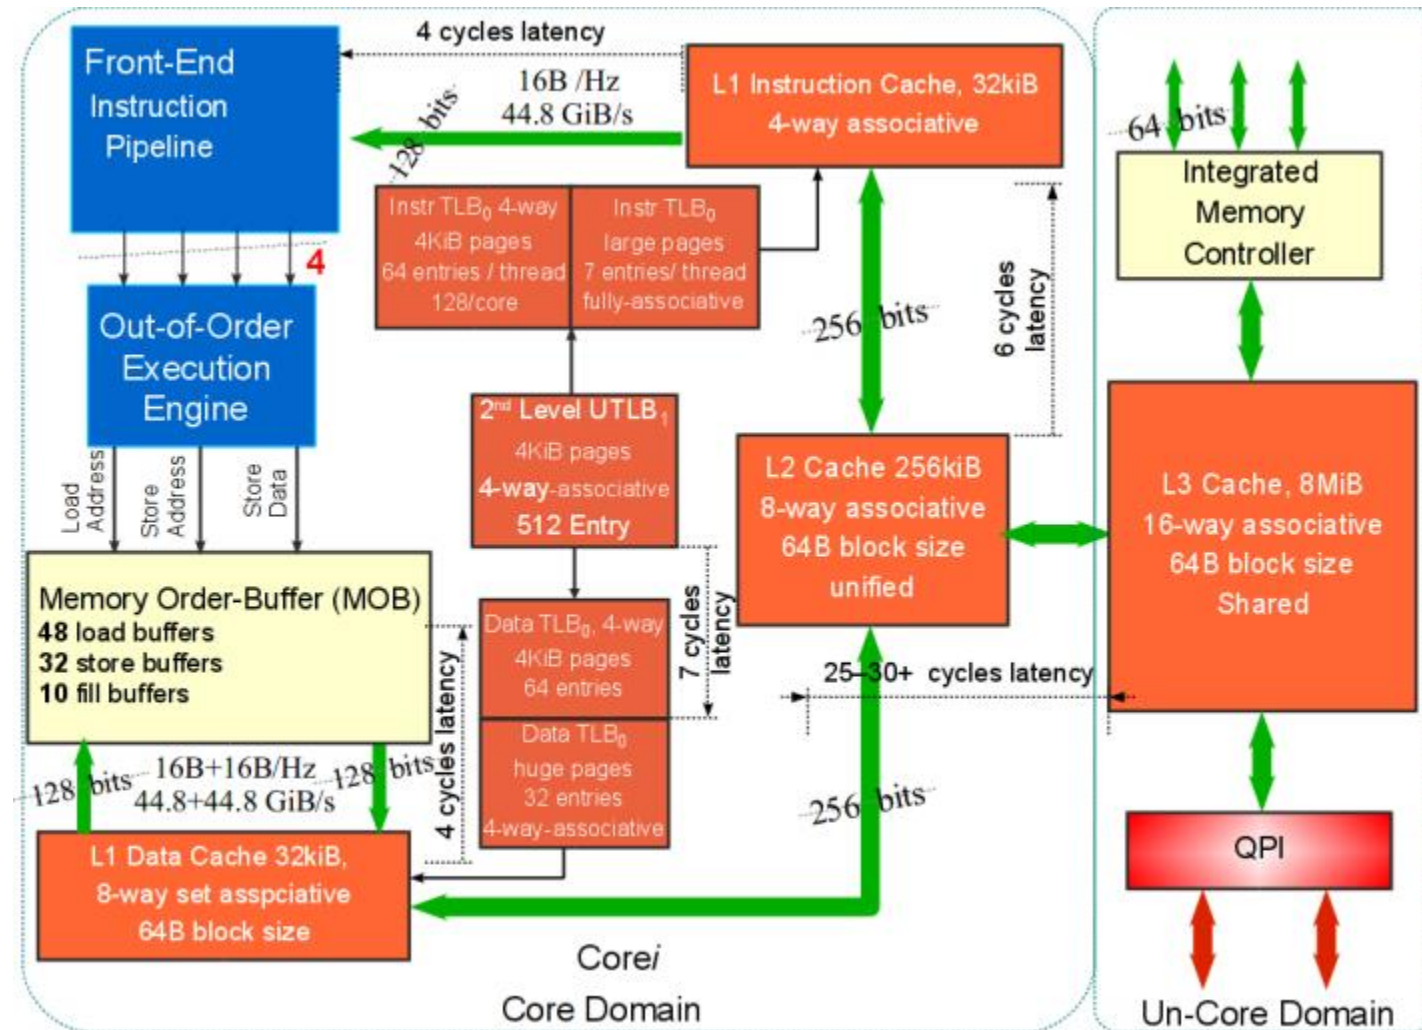 Front-End
Instruction
Pipeline
4 cycles latency
16B /Hz
44.8 GiB/s
128 bits
L1 Instruction Cache, 32kiB
4-way associative
Instr TLB0 4-way
4KiB pages
64 entries / thread
128/core
Instr TLB0
large pages
7 entries/ thread
fully-associative
4
Out-of-Order
Execution
Engine
Load
Address
Store
Address
Store
Data
2nd Level UTLB1
4KiB pages
4-way-associative
512 Entry
256 bits
6 cycles
latency
L2 Cache 256kiB
8-way associative
64B block size
unified
Memory Order-Buffer (MOB)
48 load buffers
32 store buffers
10 fill buffers
4 cycles latency
Data TLB0, 4-way
4KiB pages
64 entries
7 cycles
latency
Data TLB0
huge pages
32 entries
4-way-associative
25–30+ cycles latency
128 bits
16B+16B/Hz
44.8+44.8 GiB/s
128 bits
256 bits
L1 Data Cache 32kiB,
8-way set asspciative
64B block size
Corei
Core Domain
64 bits
Integrated
Memory
Controller
L3 Cache, 8MiB
16-way associative
64B block size
Shared
QPI
Un-Core Domain